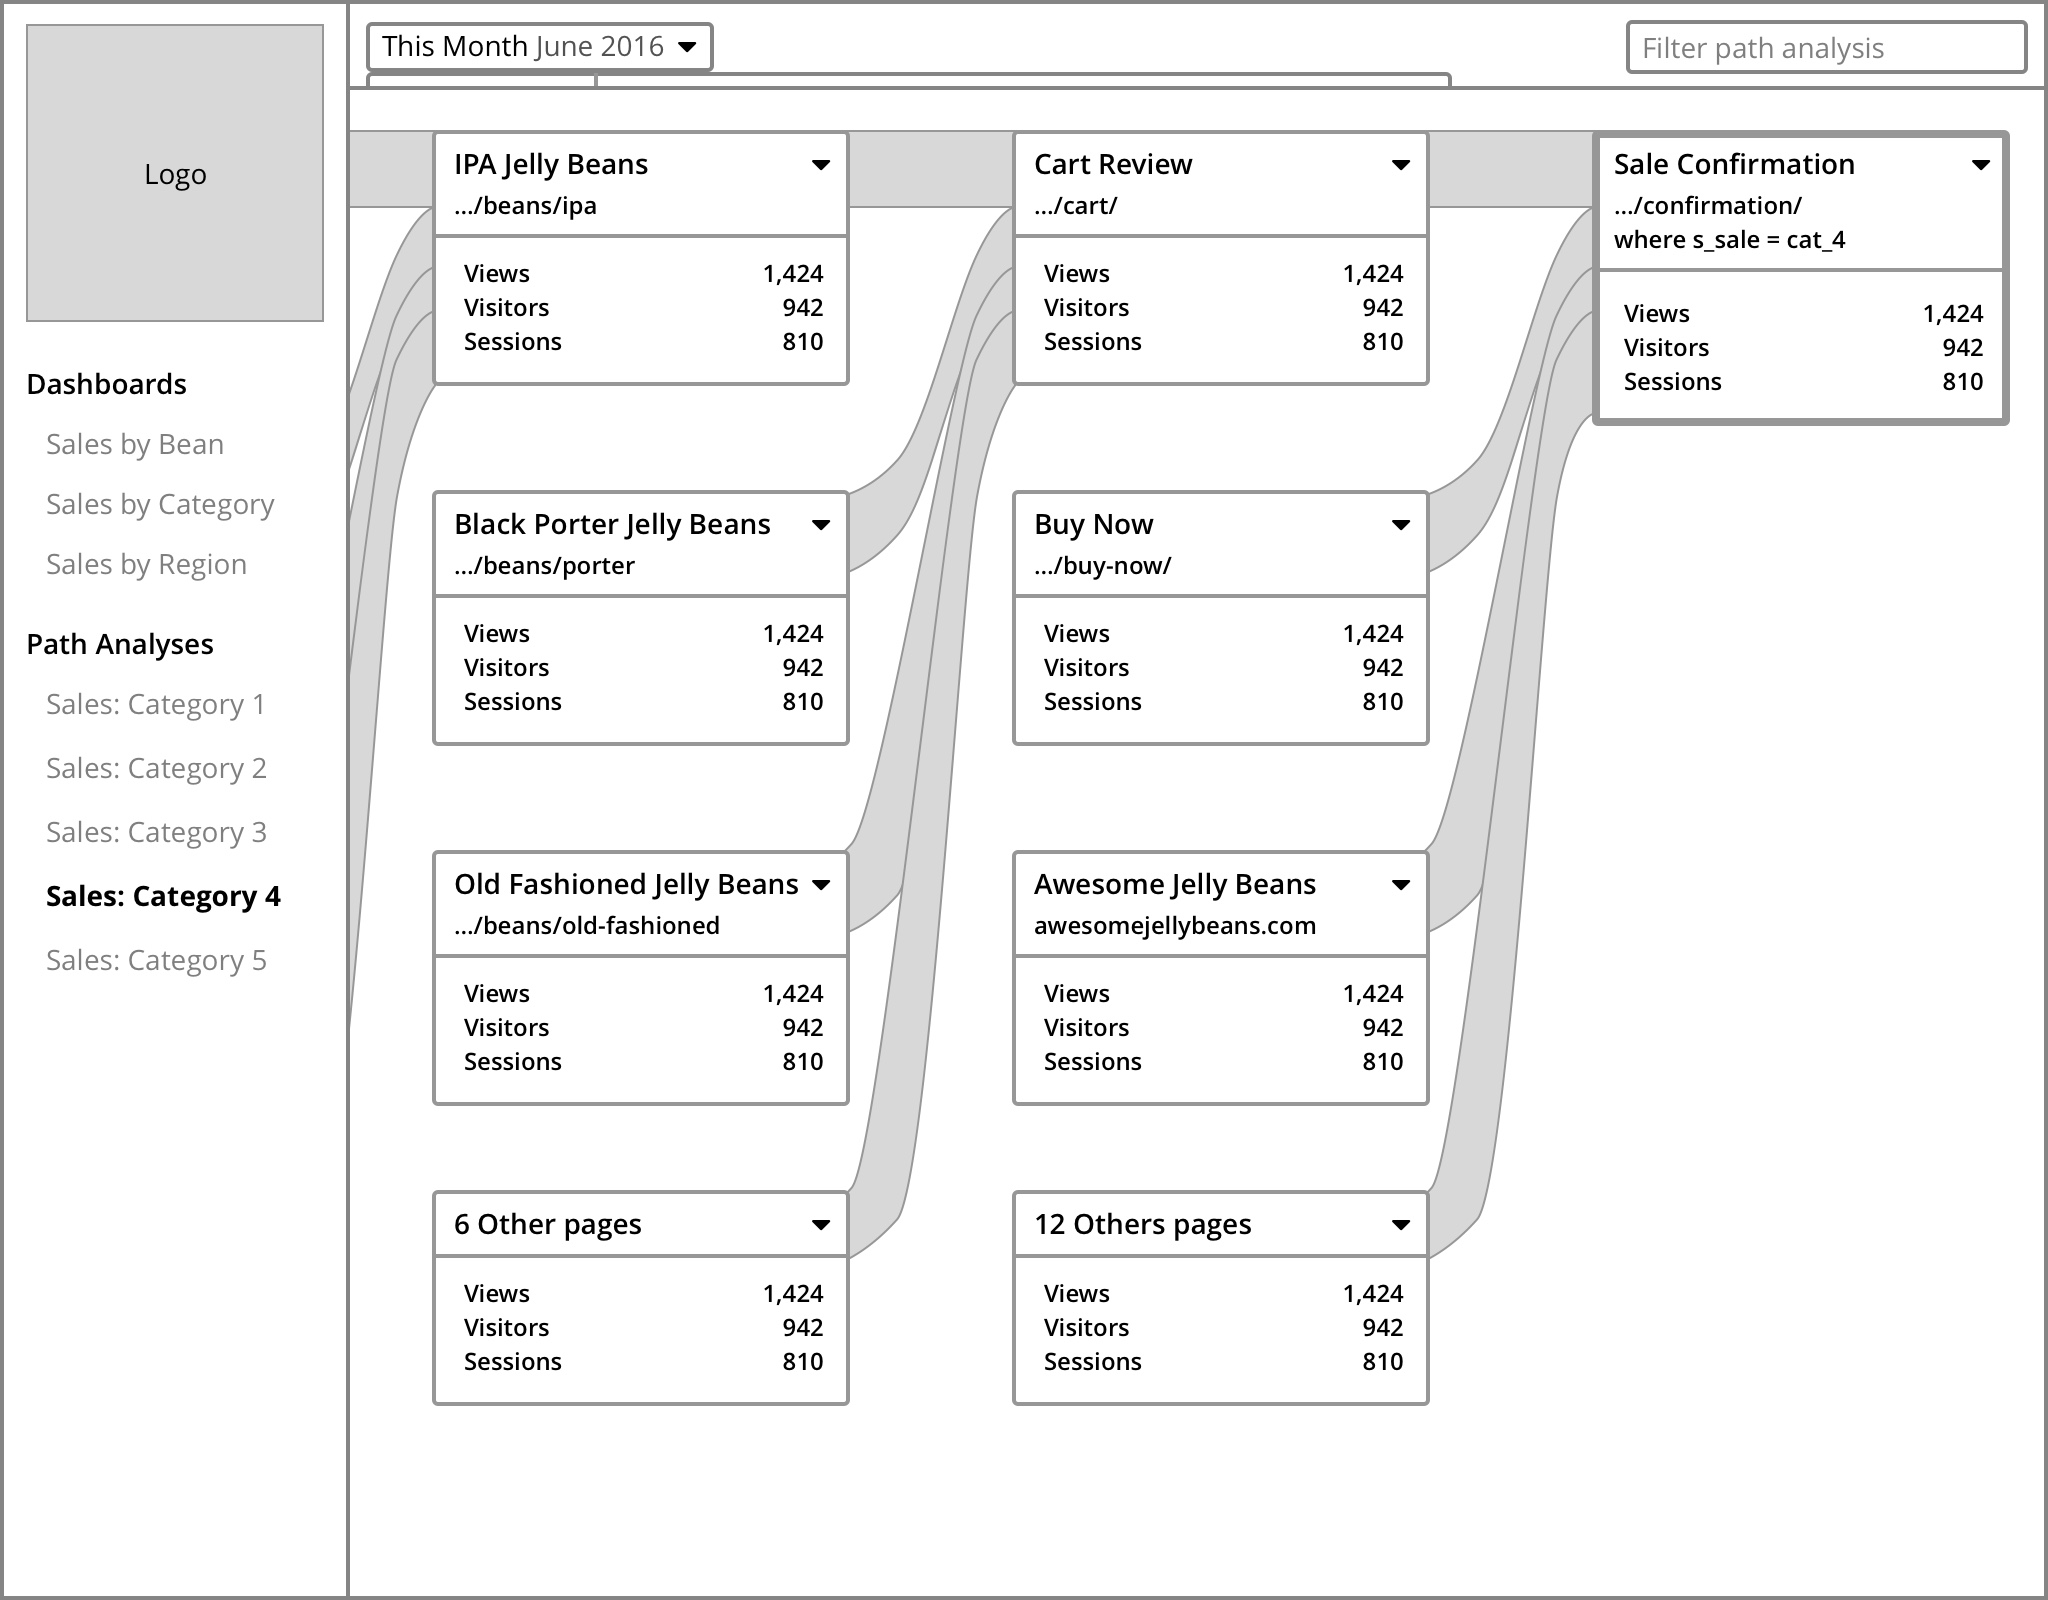 Logo
Dashboards
Sales by Bean
Sales by Category
Sales by Region
Path Analyses
Sales: Category 1
Sales: Category 2
Sales: Category 3
Sales: Category 4
Sales: Category 5
This Month June 2016
Filter path analysis
IPA Jelly Beans
.../beans/ipa
Views 1,424
Visitors 942
Sessions 810
Black Porter Jelly Beans
.../beans/porter
Views 1,424
Visitors 942
Sessions 810
Old Fashioned Jelly Beans
.../beans/old-fashioned
Views 1,424
Visitors 942
Sessions 810
6 Other pages
Views 1,424
Visitors 942
Sessions 810
Cart Review
.../cart/
Views 1,424
Visitors 942
Sessions 810
Buy Now
.../buy-now/
Views 1,424
Visitors 942
Sessions 810
Awesome Jelly Beans
awesomejellybeans.com
Views 1,424
Visitors 942
Sessions 810
12 Others pages
Views 1,424
Visitors 942
Sessions 810
Sale Confirmation
.../confirmation/
where s_sale = cat_4
Views 1,424
Visitors 942
Sessions 810